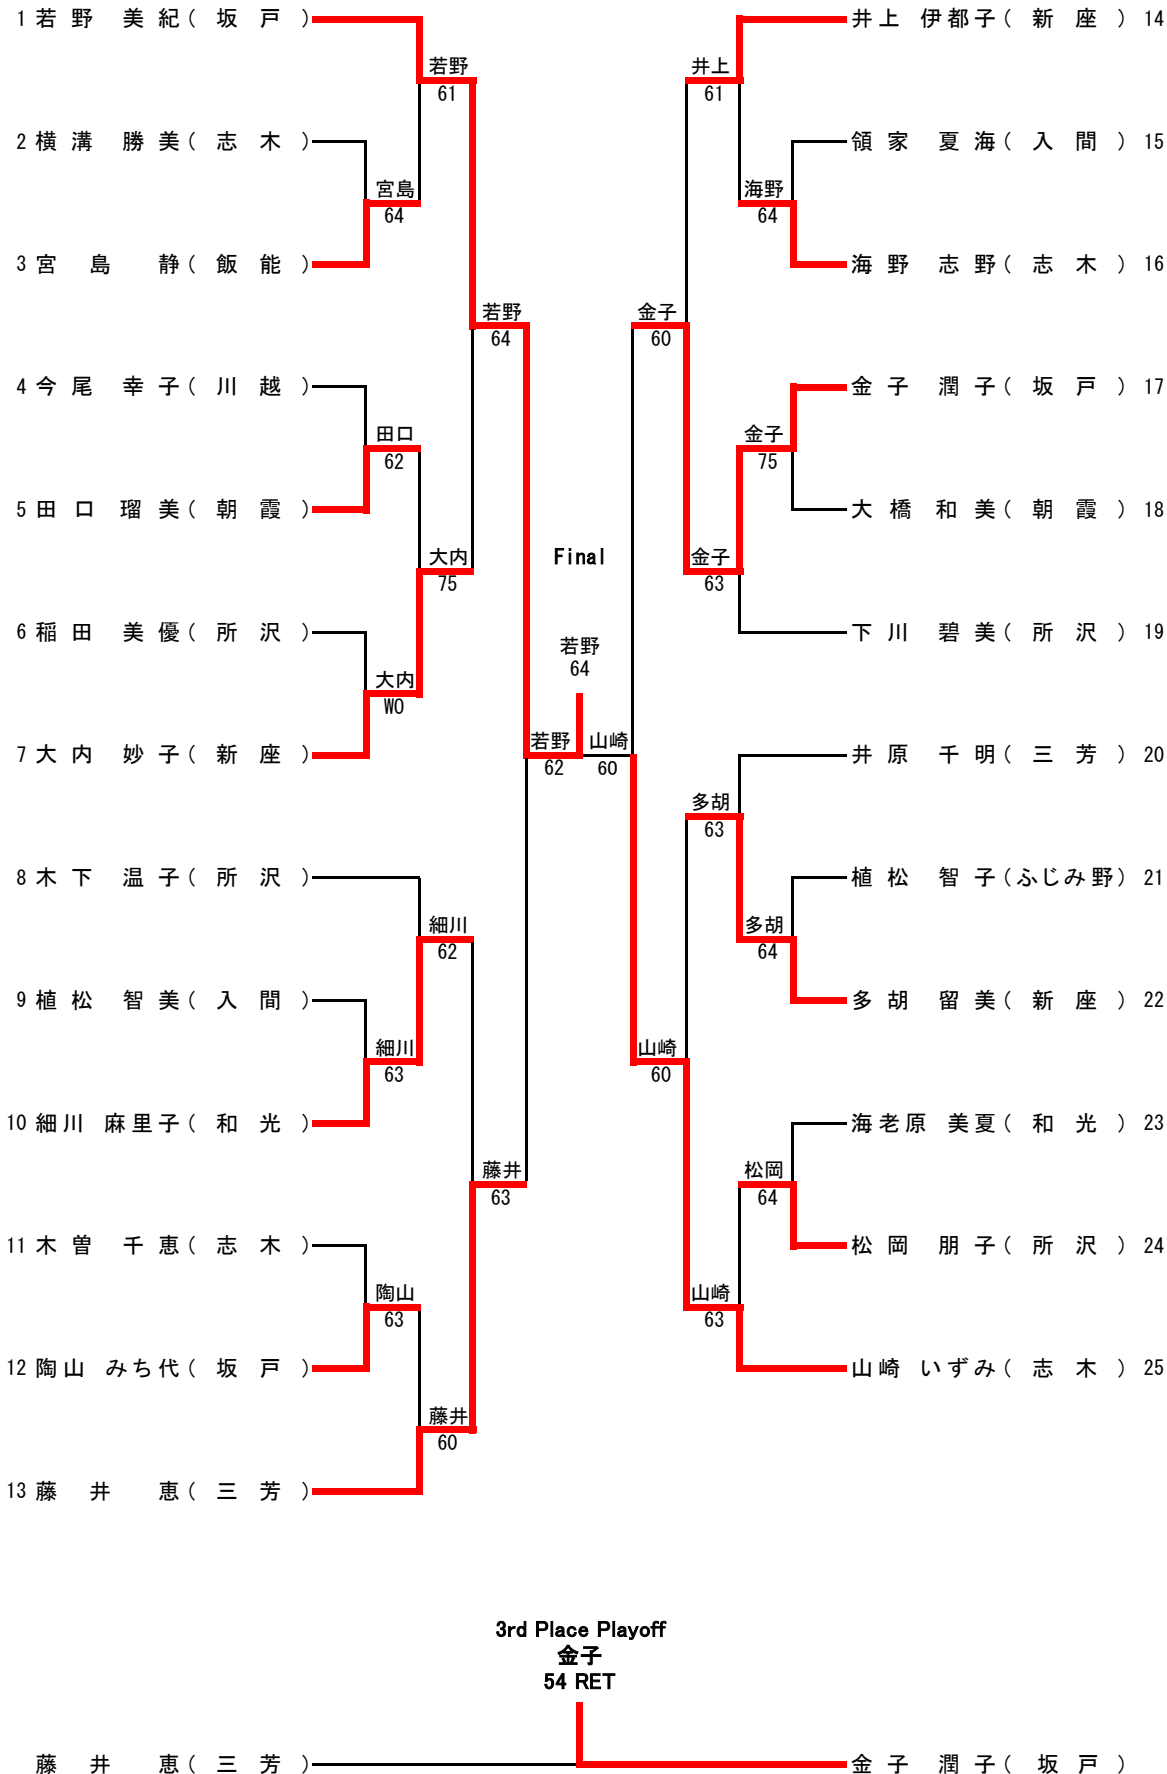 1 若野 美紀(坂戸)
井上 伊都子(新座) 14
若野
61
井上
61
2 横溝 勝美(志木)
領家 夏海(入間) 15
宮島
64
海野
64
3 宮島 静(飯能)
海野 志野(志木) 16
若野
64
金子
60
4 今尾 幸子(川越)
金子 潤子(坂戸) 17
田口
62
金子
75
5 田口 瑠美(朝霞)
大橋 和美(朝霞) 18
大内
75
Final
金子
63
6 稲田 美優(所沢)
下川 碧美(所沢) 19
若野
64
大内
WO
7 大内 妙子(新座)
若野
62
山崎
60
井原 千明(三芳) 20
多胡
63
8 木下 温子(所沢)
植松 智子(ふじみ野) 21
細川
62
多胡
64
9 植松 智美(入間)
多胡 留美(新座) 22
細川
63
山崎
60
10 細川 麻里子(和光)
海老原 美夏(和光) 23
藤井
63
松岡
64
11 木曽 千恵(志木)
松岡 朋子(所沢) 24
陶山
63
山崎
63
12 陶山 みち代(坂戸)
山崎 いずみ(志木) 25
藤井
60
13 藤井 恵(三芳)
3rd Place Playoff
金子
54 RET
藤井 恵(三芳)
金子 潤子(坂戸)